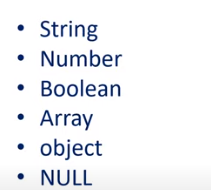 • String
• Number
• Boolean
• Array
• object
• NULL